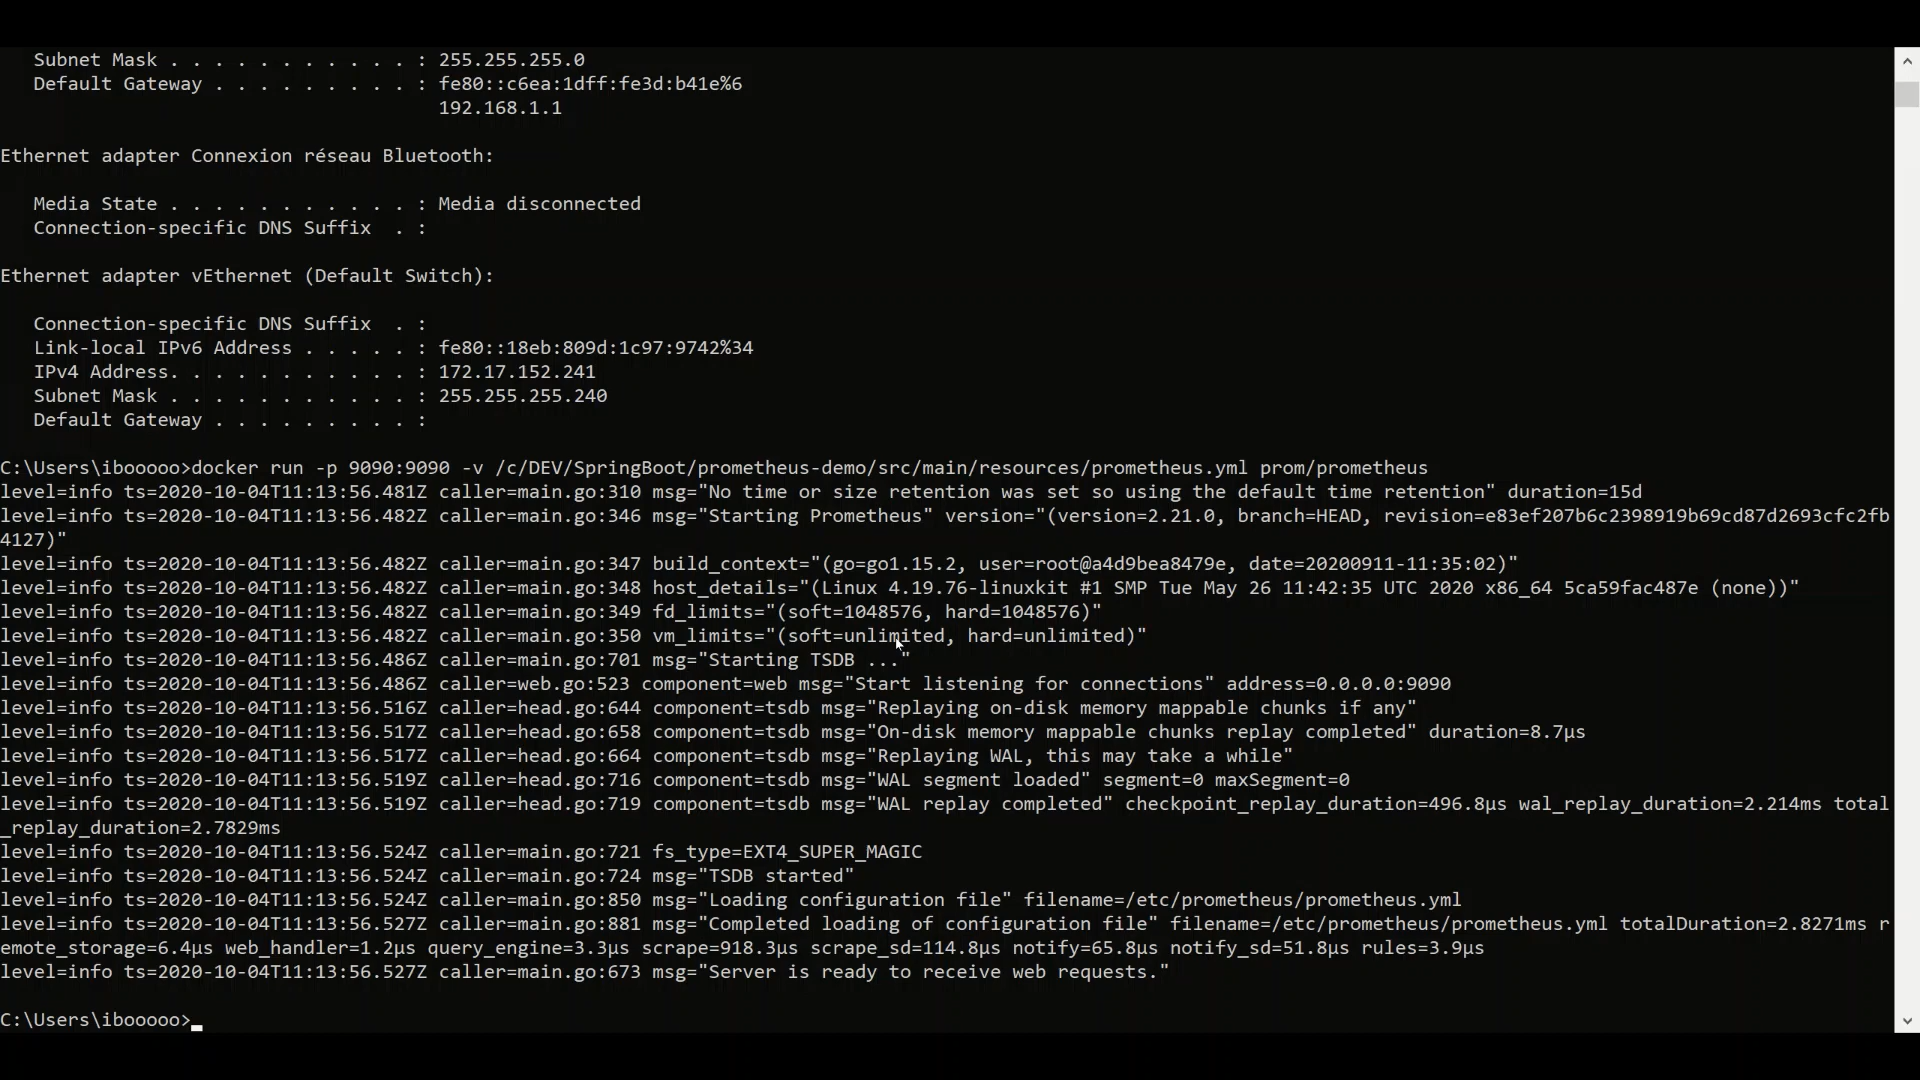 Subnet Mask . . . . . . . . . . . : 255.255.255.0
   Default Gateway . . . . . . . . . : fe80::c6ea:1dff:fe3d:b41e%6
                                       192.168.1.1

Ethernet adapter Connexion réseau Bluetooth:

   Media State . . . . . . . . . . . : Media disconnected
   Connection-specific DNS Suffix  . :

Ethernet adapter vEthernet (Default Switch):

   Connection-specific DNS Suffix  . :
   Link-local IPv6 Address . . . . . : fe80::18eb:809d:1c97:9742%34
   IPv4 Address. . . . . . . . . . . : 172.17.152.241
   Subnet Mask . . . . . . . . . . . : 255.255.255.240
   Default Gateway . . . . . . . . . :

C:\Users\ibooooo>docker run -p 9090:9090 -v /c/DEV/SpringBoot/prometheus-demo/src/main/resources/prometheus.yml prom/prometheus
level=info ts=2020-10-04T11:13:56.481Z caller=main.go:310 msg="No time or size retention was set so using the default time retention" duration=15d
level=info ts=2020-10-04T11:13:56.482Z caller=main.go:346 msg="Starting Prometheus" version="(version=2.21.0, branch=HEAD, revision=e83ef207b6c2398919b69cd87d2693cfc2fb
4127)"
level=info ts=2020-10-04T11:13:56.482Z caller=main.go:347 build_context="(go=go1.15.2, user=root@a4d9bea8479e, date=20200911-11:35:02)"
level=info ts=2020-10-04T11:13:56.482Z caller=main.go:348 host_details="(Linux 4.19.76-linuxkit #1 SMP Tue May 26 11:42:35 UTC 2020 x86_64 5ca59fac487e (none))"
level=info ts=2020-10-04T11:13:56.482Z caller=main.go:349 fd_limits="(soft=1048576, hard=1048576)"
level=info ts=2020-10-04T11:13:56.482Z caller=main.go:350 vm_limits="(soft=unlimited, hard=unlimited)"
level=info ts=2020-10-04T11:13:56.486Z caller=main.go:701 msg="Starting TSDB ..."
level=info ts=2020-10-04T11:13:56.486Z caller=web.go:523 component=web msg="Start listening for connections" address=0.0.0.0:9090
level=info ts=2020-10-04T11:13:56.516Z caller=head.go:644 component=tsdb msg="Replaying on-disk memory mappable chunks if any"
level=info ts=2020-10-04T11:13:56.517Z caller=head.go:658 component=tsdb msg="On-disk memory mappable chunks replay completed" duration=8.7µs
level=info ts=2020-10-04T11:13:56.517Z caller=head.go:664 component=tsdb msg="Replaying WAL, this may take a while"
level=info ts=2020-10-04T11:13:56.519Z caller=head.go:716 component=tsdb msg="WAL segment loaded" segment=0 maxSegment=0
level=info ts=2020-10-04T11:13:56.519Z caller=head.go:719 component=tsdb msg="WAL replay completed" checkpoint_replay_duration=496.8µs wal_replay_duration=2.214ms total
_replay_duration=2.7829ms
level=info ts=2020-10-04T11:13:56.524Z caller=main.go:721 fs_type=EXT4_SUPER_MAGIC
level=info ts=2020-10-04T11:13:56.524Z caller=main.go:724 msg="TSDB started"
level=info ts=2020-10-04T11:13:56.524Z caller=main.go:850 msg="Loading configuration file" filename=/etc/prometheus/prometheus.yml
level=info ts=2020-10-04T11:13:56.527Z caller=main.go:881 msg="Completed loading of configuration file" filename=/etc/prometheus/prometheus.yml totalDuration=2.8271ms r
emote_storage=6.4µs web_handler=1.2µs query_engine=3.3µs scrape=918.3µs scrape_sd=114.8µs notify=65.8µs notify_sd=51.8µs rules=3.9µs
level=info ts=2020-10-04T11:13:56.527Z caller=main.go:673 msg="Server is ready to receive web requests."

C:\Users\ibooooo>